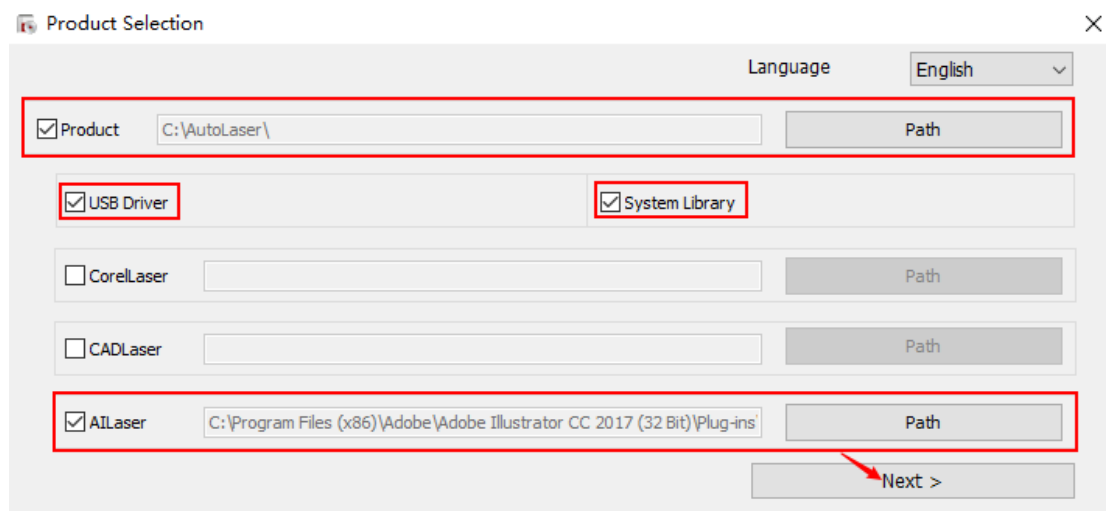 Product Selection
Language English
Product C:\AutoLaser\ Path
USB Driver System Library
CorelLaser Path
CADLaser Path
AILaser C:\Program Files (x86)\Adobe\Adobe Illustrator CC 2017 (32 Bit)\Plug-ins\ Path
Next >